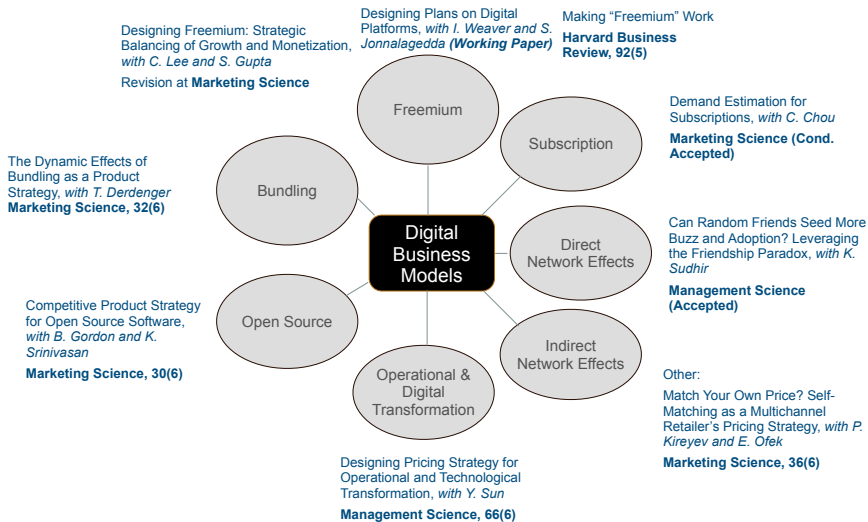 Designing Freemium: Strategic
Balancing of Growth and Monetization,
with C. Lee and S. Gupta
Revision at Marketing Science
Designing Plans on Digital
Platforms, with I. Weaver and S.
Jonnalagedda (Working Paper)
Making “Freemium” Work
Harvard Business
Review, 92(5)
Freemium
Demand Estimation for
Subscriptions, with C. Chou
Marketing Science (Cond.
Accepted)
Subscription
The Dynamic Effects of
Bundling as a Product
Strategy, with T. Derdenger
Marketing Science, 32(6)
Bundling
Digital
Business
Models
Direct
Network Effects
Can Random Friends Seed More
Buzz and Adoption? Leveraging
the Friendship Paradox, with K.
Sudhir
Management Science
(Accepted)
Competitive Product Strategy
for Open Source Software,
with B. Gordon and K.
Srinivasan
Marketing Science, 30(6)
Open Source
Indirect
Network Effects
Operational &
Digital
Transformation
Other:
Match Your Own Price? Self-
Matching as a Multichannel
Retailer’s Pricing Strategy, with P.
Kireyev and E. Ofek
Marketing Science, 36(6)
Designing Pricing Strategy for
Operational and Technological
Transformation, with Y. Sun
Management Science, 66(6)